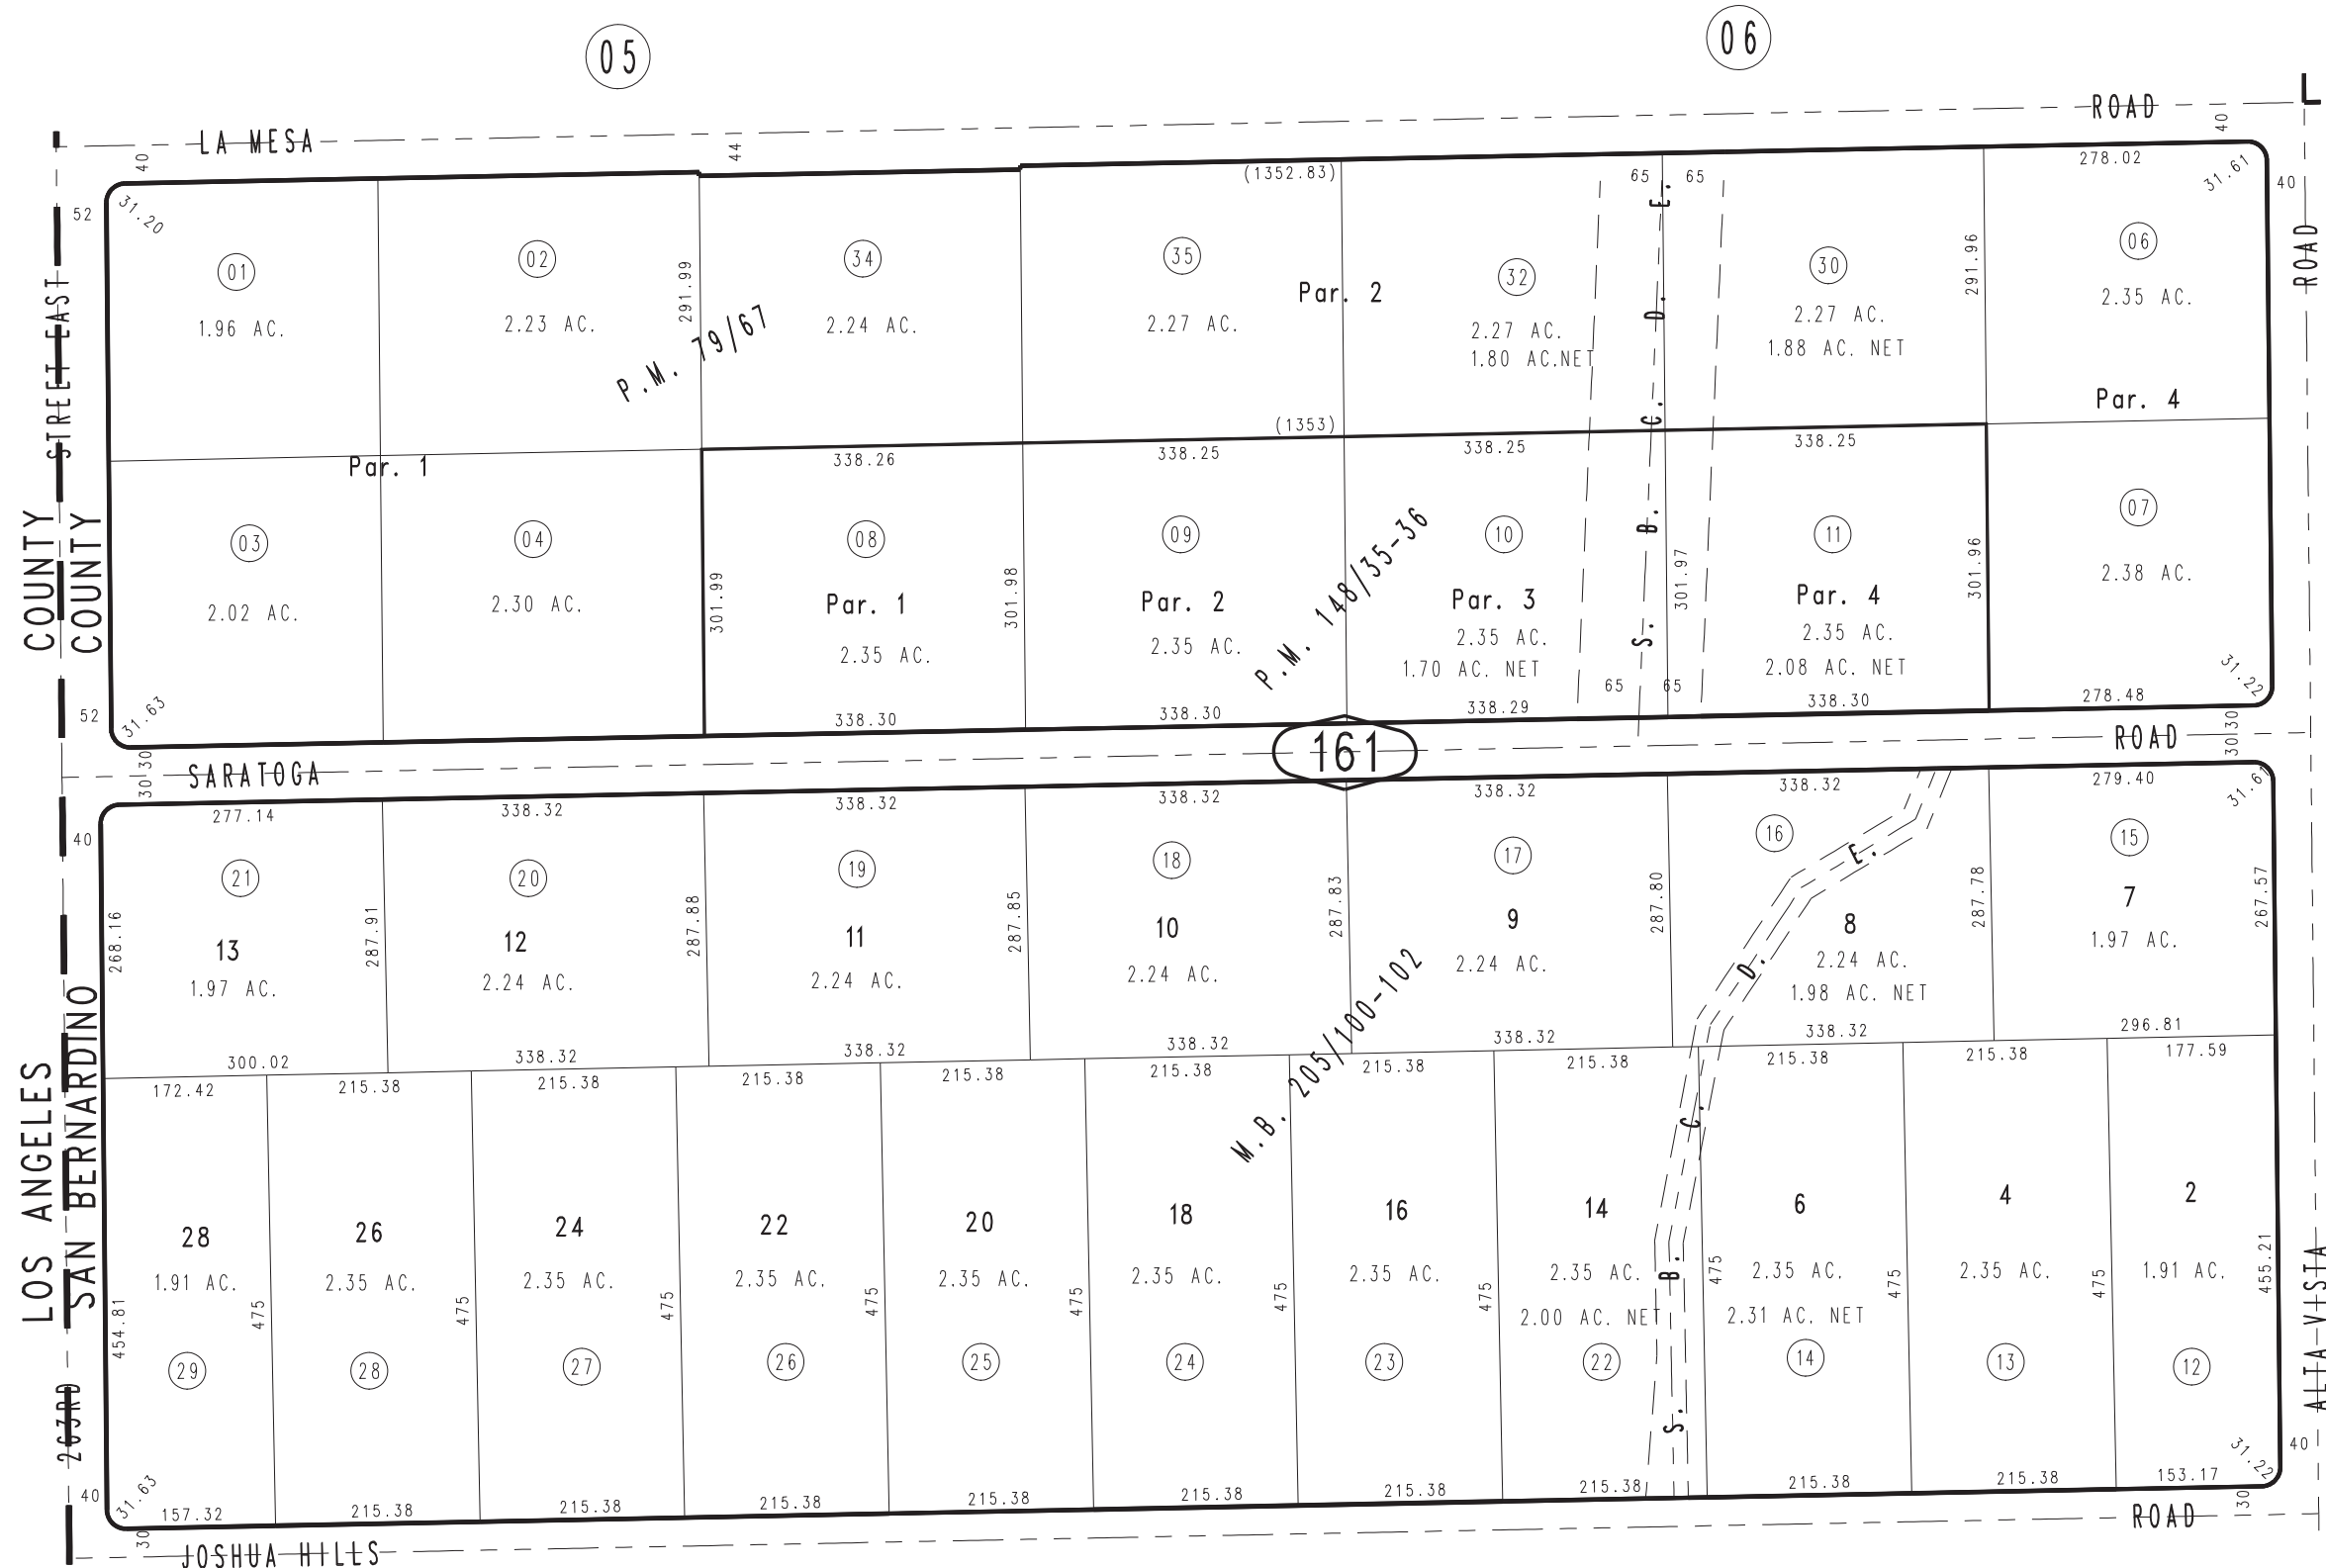 05
06
LA MESA
ROAD
40
44
40
52
31.20
(1352.83)
65
65
278.02
31.61
40
01
1.96 AC.
02
2.23 AC.
291.99
34
2.24 AC.
35
2.27 AC.
Par. 2
32
2.27 AC.
1.80 AC.NET
S. B. C. D. E.
30
2.27 AC.
1.88 AC. NET
291.96
06
2.35 AC.
Par. 4
ROAD
P.M. 79/67
STREET EAST
(1353)
Par. 1
338.26
338.25
338.25
338.25
COUNTY
COUNTY
03
2.02 AC.
04
2.30 AC.
301.99
08
Par. 1
2.35 AC.
301.98
09
Par. 2
2.35 AC.
P.M. 148/35-36
10
Par. 3
2.35 AC.
1.70 AC. NET
301.97
11
Par. 4
2.35 AC.
2.08 AC. NET
301.96
07
2.38 AC.
52
31.63
338.30
338.30
338.29
65
65
338.30
278.48
31.22
30
30
SARATOGA
161
ROAD
30
30
40
277.14
338.32
338.32
338.32
338.32
338.32
279.40
31.61
268.16
21
13
1.97 AC.
287.91
20
12
2.24 AC.
287.88
19
11
2.24 AC.
287.85
18
10
2.24 AC.
287.83
17
9
2.24 AC.
287.80
16
8
2.24 AC.
1.98 AC. NET
287.78
15
7
1.97 AC.
267.57
S. B. C. D. E.
M.B. 205/100-102
300.02
338.32
338.32
338.32
338.32
338.32
296.81
172.42
215.38
215.38
215.38
215.38
215.38
215.38
215.38
215.38
215.38
177.59
LOS ANGELES
SAN BERNARDINO
454.81
28
1.91 AC.
29
475
26
2.35 AC.
28
475
24
2.35 AC.
27
475
22
2.35 AC.
26
475
20
2.35 AC.
25
475
18
2.35 AC.
24
475
16
2.35 AC.
23
475
14
2.35 AC.
2.00 AC. NET
22
475
6
2.35 AC.
2.31 AC. NET
14
475
4
2.35 AC.
13
475
2
1.91 AC.
12
455.21
ALTA VISTA
40
31.63
157.32
215.38
215.38
215.38
215.38
215.38
215.38
215.38
215.38
215.38
153.17
31.22
40
30
JOSHUA HILLS
ROAD
30